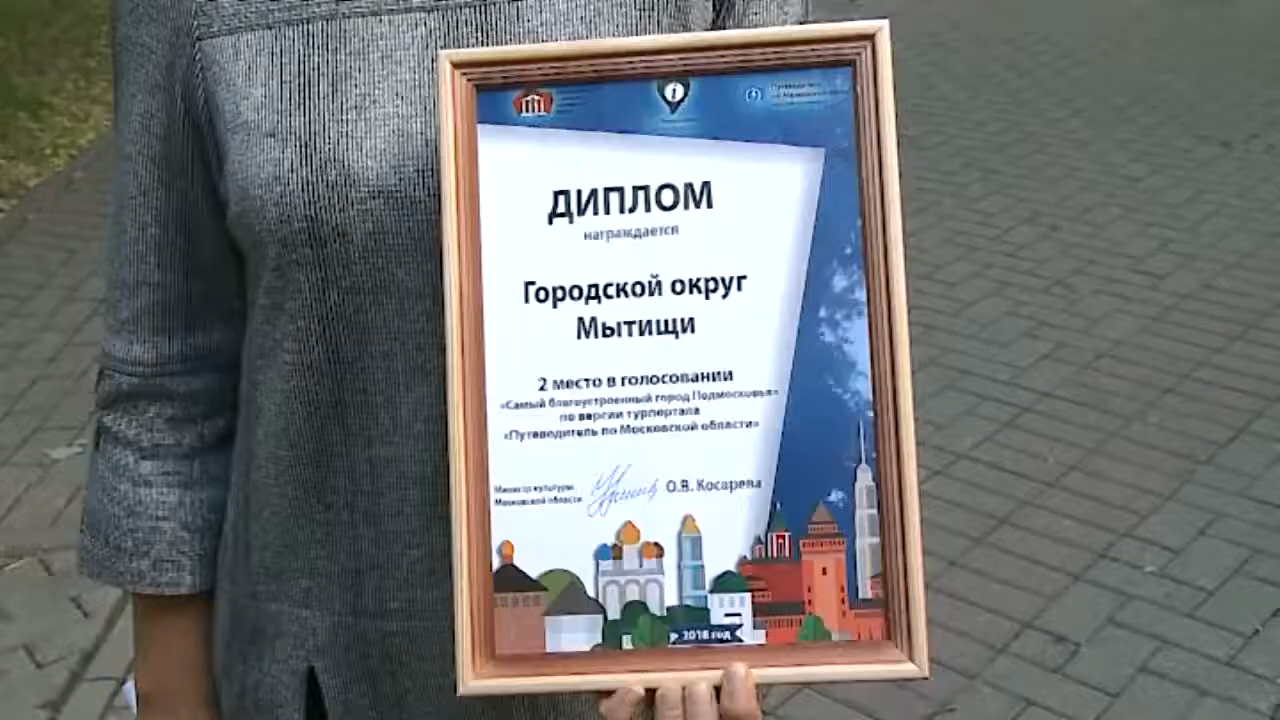 ДИПЛОМ
награждается
Городской округ
Мытищи
2 место в голосовании
«Самый благоустроенный город Подмосковья»
по версии турпортала
«Путеводитель по Московской области»
Министр культуры
Московской области
О.В. Косарева
2018 год